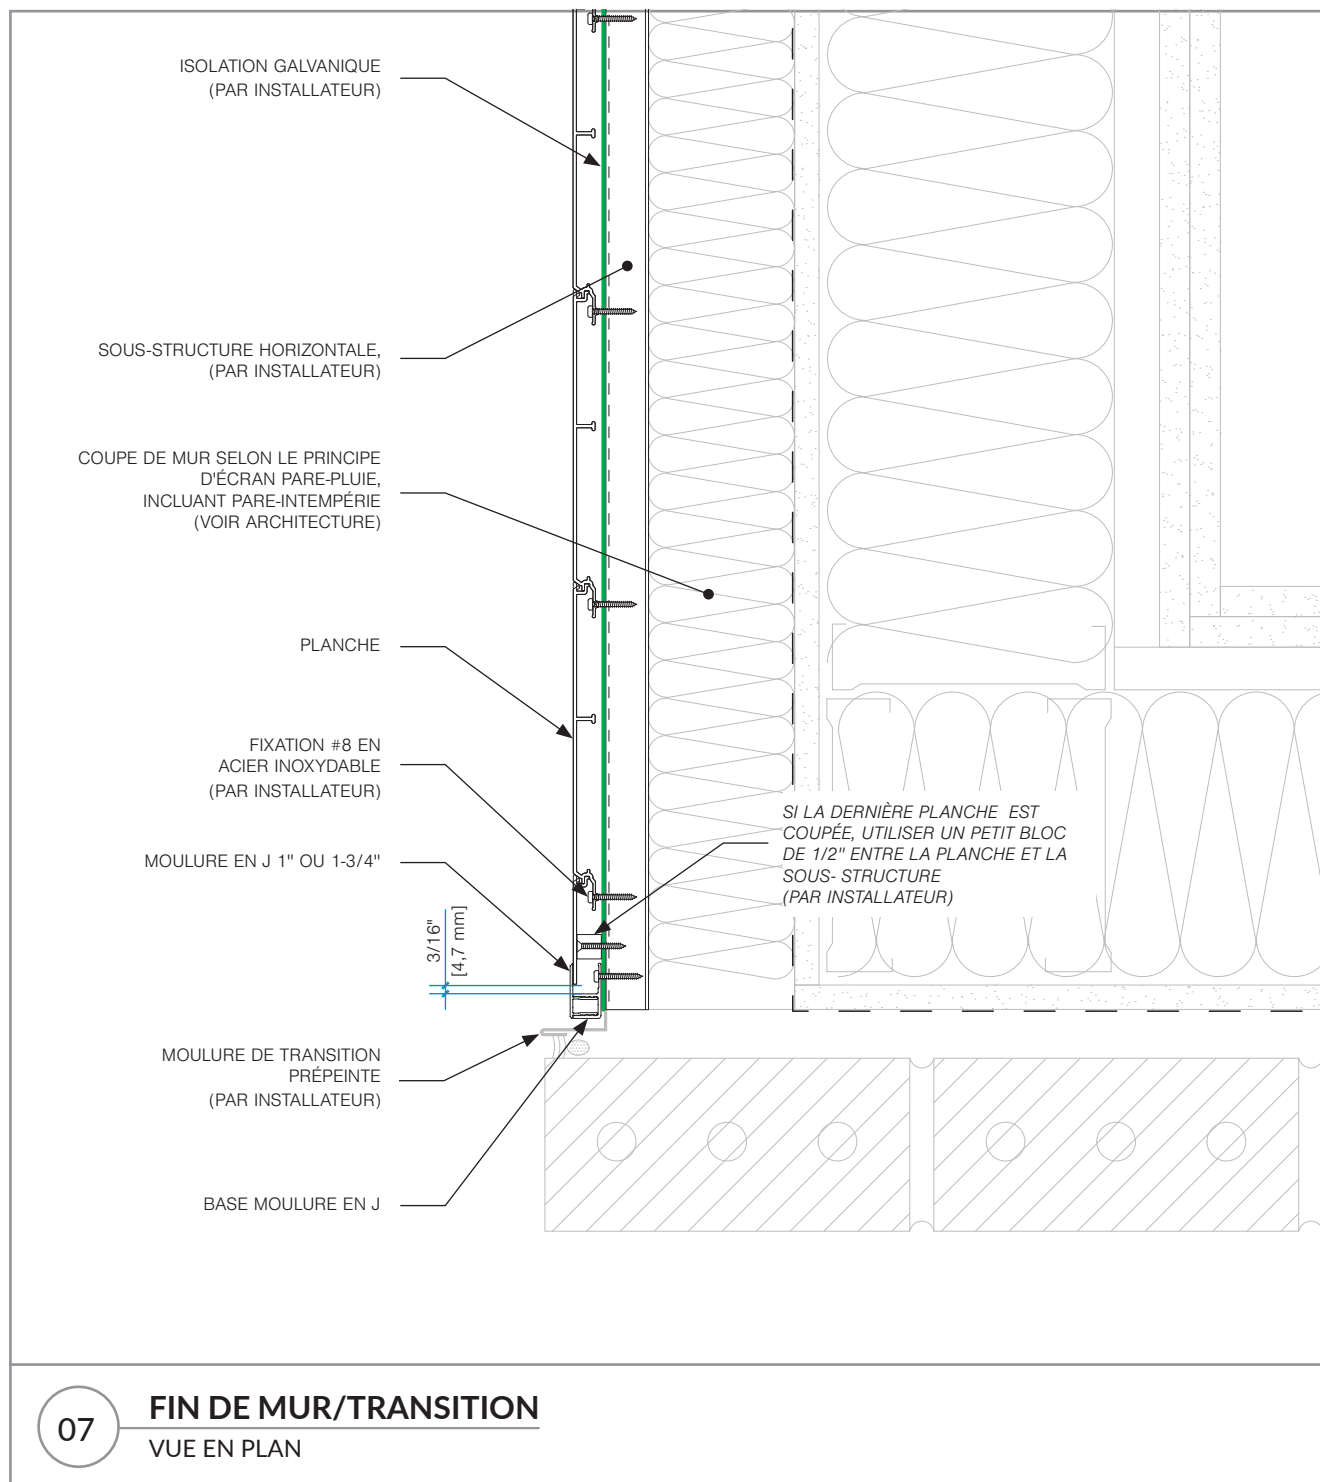 ISOLATION GALVANIQUE
(PAR INSTALLATEUR)
SOUS-STRUCTURE HORIZONTALE,
(PAR INSTALLATEUR)
COUPE DE MUR SELON LE PRINCIPE
D'ÉCRAN PARE-PLUIE,
INCLUANT PARE-INTEMPÉRIE
(VOIR ARCHITECTURE)
PLANCHE
FIXATION #8 EN
ACIER INOXYDABLE
(PAR INSTALLATEUR)
SI LA DERNIÈRE PLANCHE EST
COUPÉE, UTILISER UN PETIT BLOC
DE 1/2" ENTRE LA PLANCHE ET LA
SOUS- STRUCTURE
(PAR INSTALLATEUR)
MOULURE EN J 1" OU 1-3/4"
3/16"
[4,7 mm]
MOULURE DE TRANSITION
PRÉPEINTE
(PAR INSTALLATEUR)
BASE MOULURE EN J
07
FIN DE MUR/TRANSITION
VUE EN PLAN